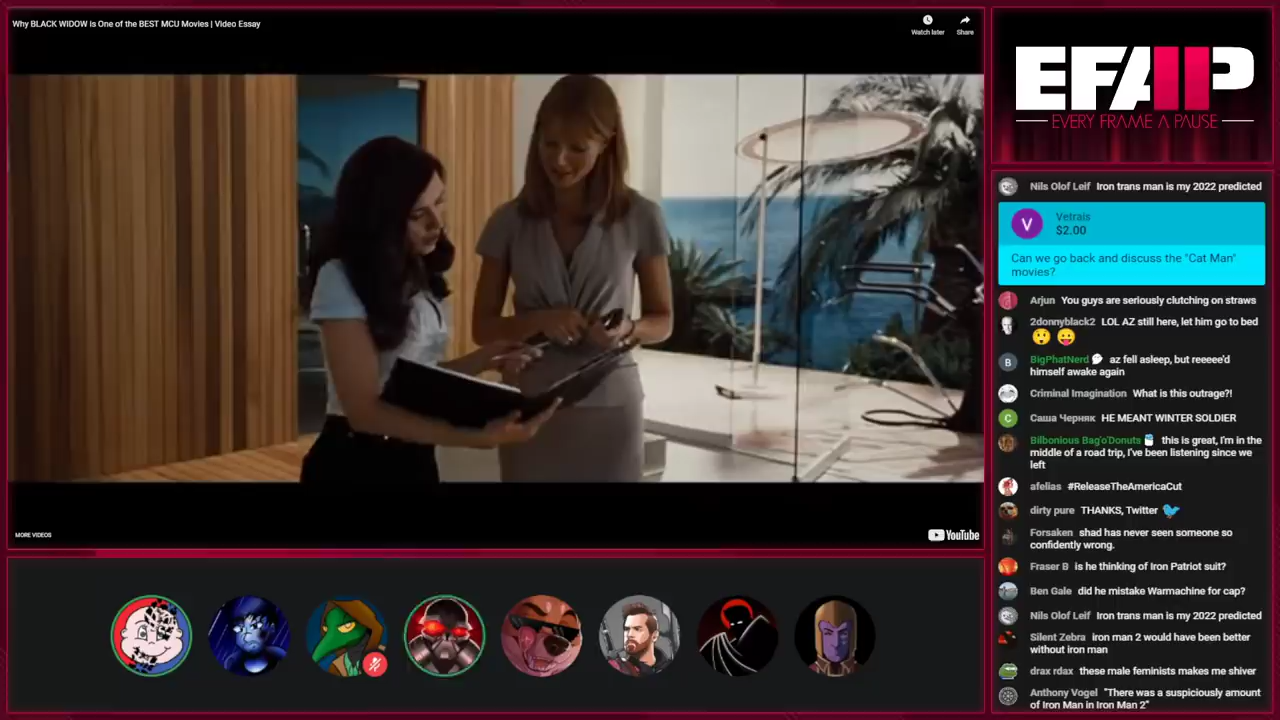 Why BLACK WIDOW is One of the BEST MCU Movies | Video Essay
Watch later
Share
MORE VIDEOS
YouTube
EFAP
EVERY FRAME A PAUSE
Nils Olof Leif Iron trans man is my 2022 predicted
V
Vetrais
$2.00
Can we go back and discuss the "Cat Man"
movies?
Arjun You guys are seriously clutching on straws
2donnyblack2 LOL AZ still here, let him go to bed
B
BigPhatNerd az fell asleep, but reeeee'd
himself awake again
Criminal Imagination What is this outrage?!
С
Саша Черняк HE MEANT WINTER SOLDIER
Bilbonious Bag'o'Donuts this is great, I'm in the
middle of a road trip, I've been listening since we
left
afelias #ReleaseTheAmericaCut
dirty pure THANKS, Twitter
Forsaken shad has never seen someone so
confidently wrong.
Fraser B is he thinking of Iron Patriot suit?
Ben Gale did he mistake Warmachine for cap?
Nils Olof Leif Iron trans man is my 2022 predicted
Silent Zebra iron man 2 would have been better
without iron man
drax rdax these male feminists makes me shiver
Anthony Vogel "There was a suspiciously amount
of Iron Man in Iron Man 2"